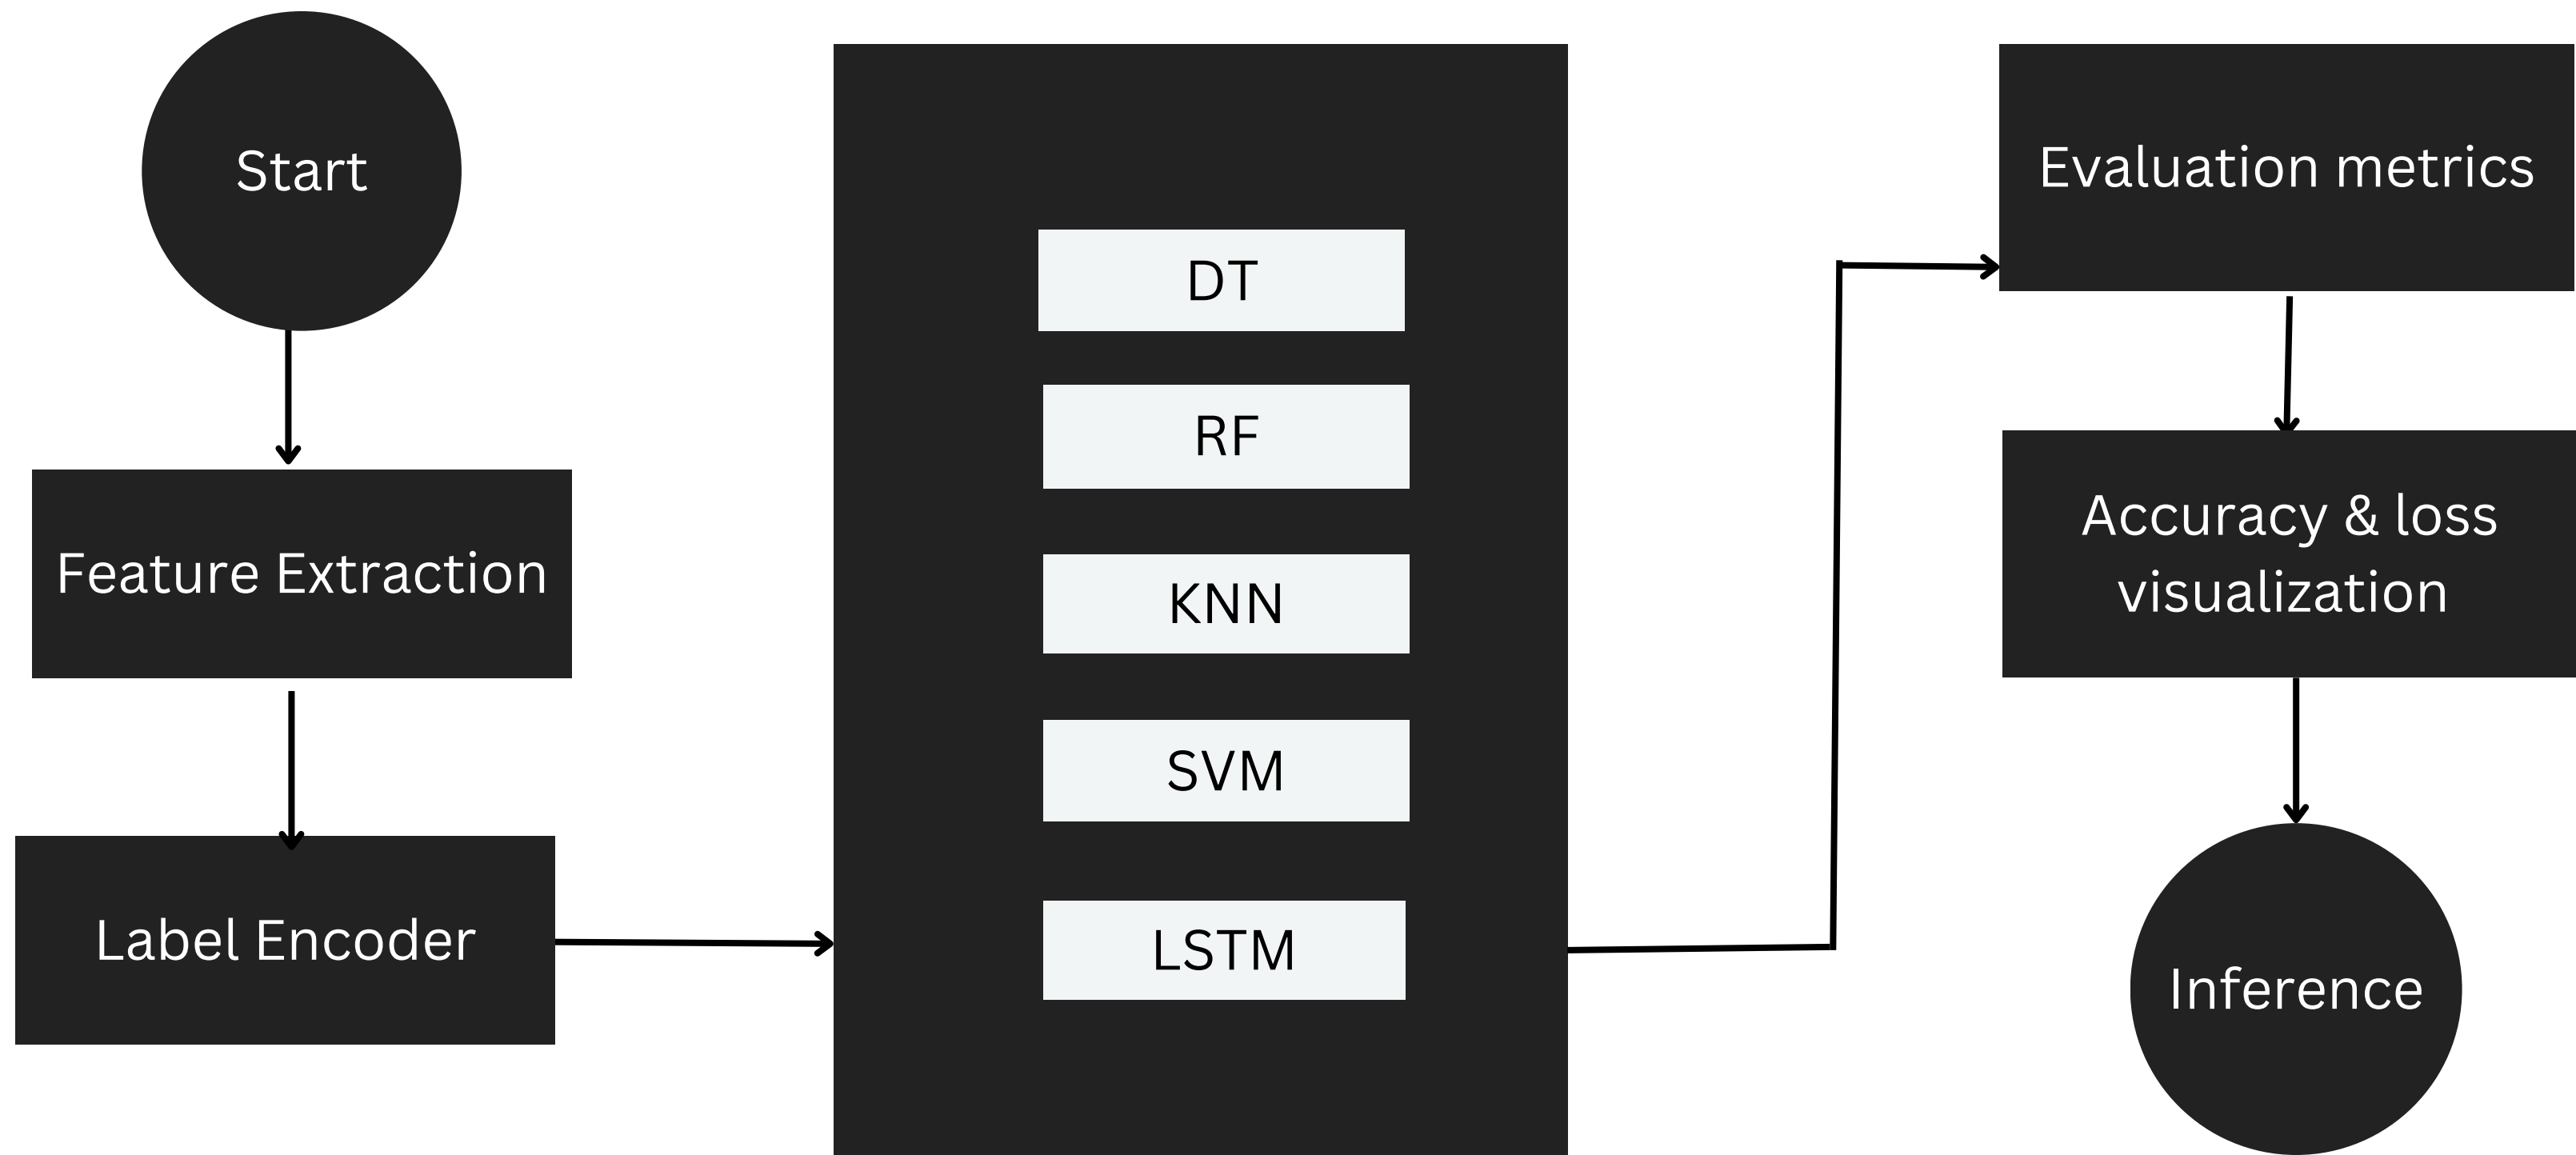 Start
Feature Extraction
Label Encoder
DT
RF
KNN
SVM
LSTM
Evaluation metrics
Accuracy & loss
visualization
Inference